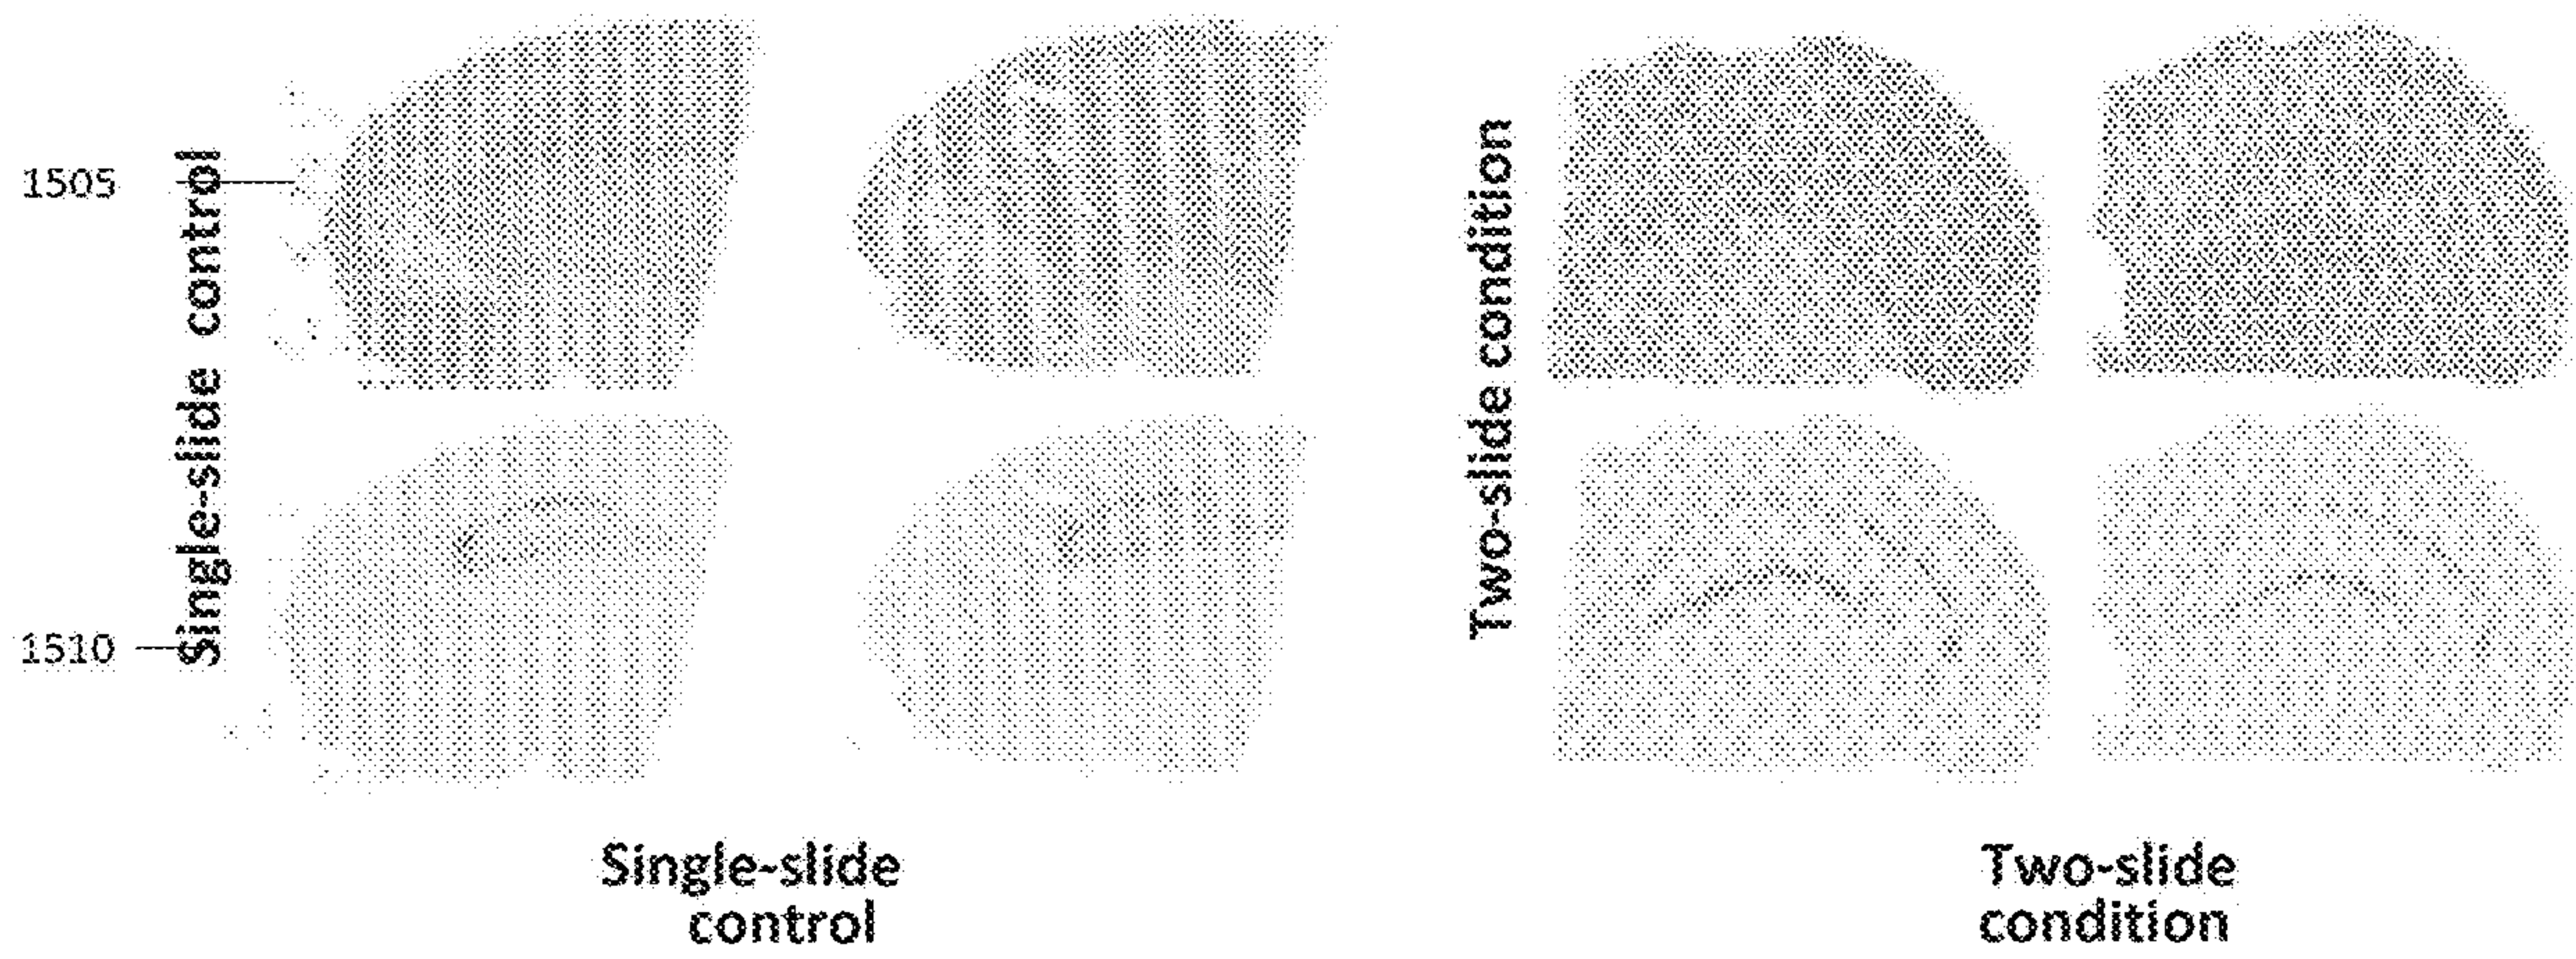 1505
1510
Single-slide control
Two-slide condition
Single-slide
control
Two-slide
condition